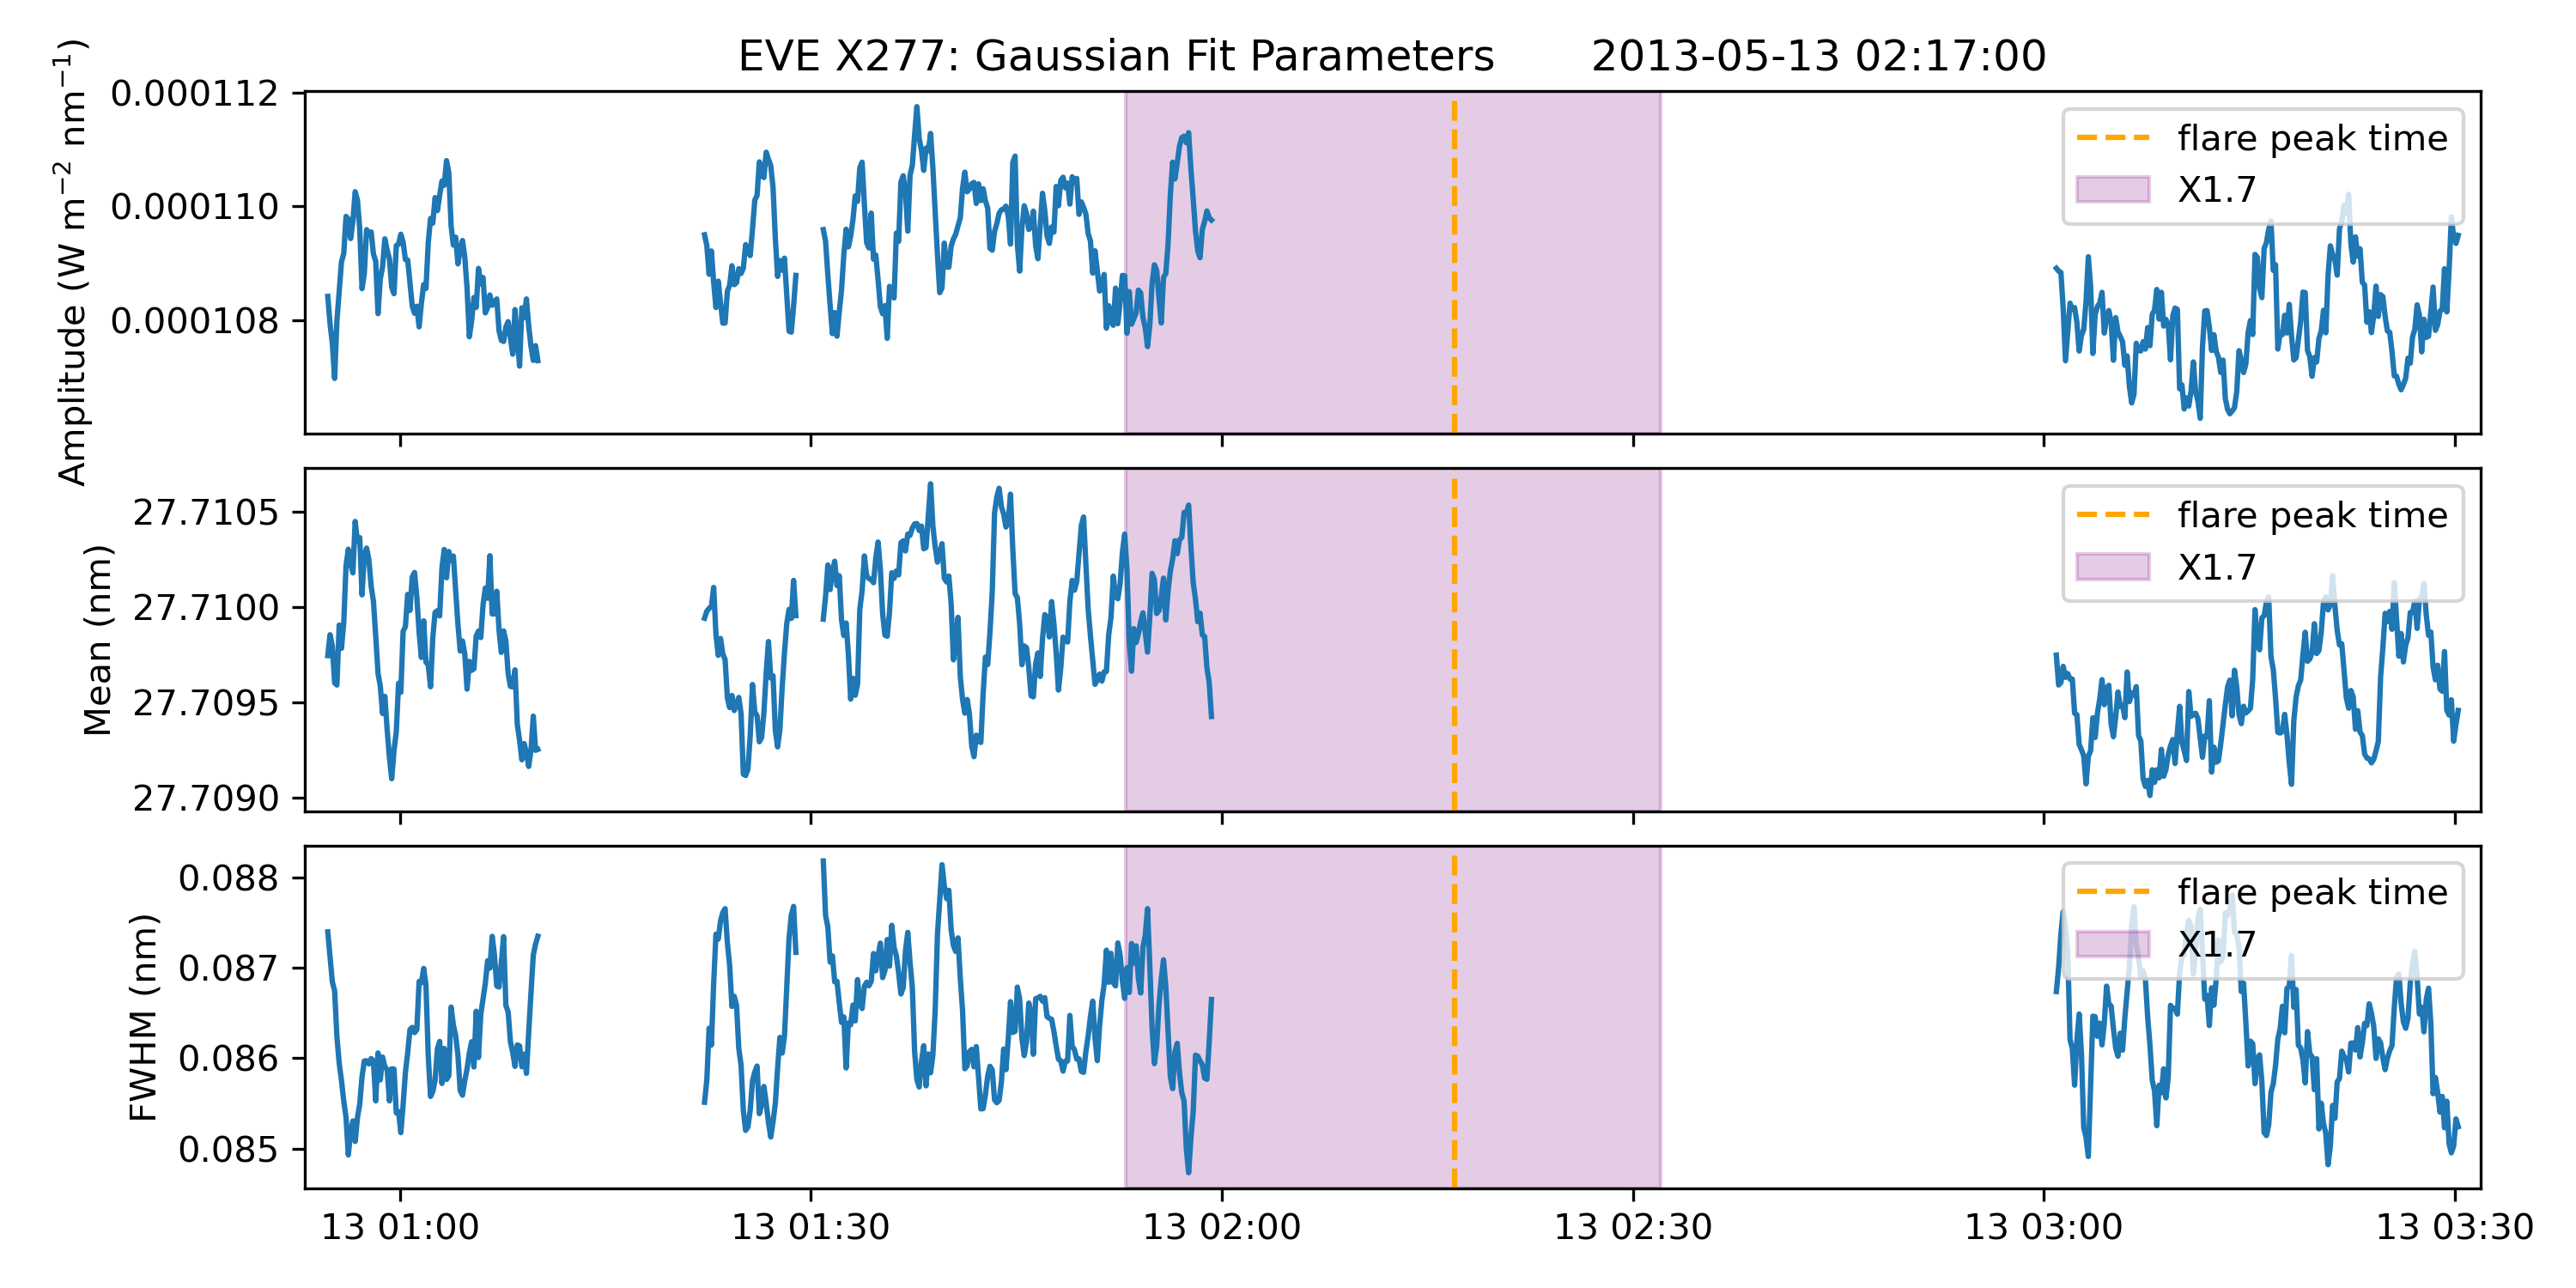 EVE X277: Gaussian Fit Parameters 2013-05-13 02:17:00
Amplitude (W m⁻² nm⁻¹)
0.000112
0.000110
0.000108
flare peak time
X1.7
Mean (nm)
27.7105
27.7100
27.7095
27.7090
flare peak time
X1.7
FWHM (nm)
0.088
0.087
0.086
0.085
flare peak time
X1.7
13 01:00 13 01:30 13 02:00 13 02:30 13 03:00 13 03:30